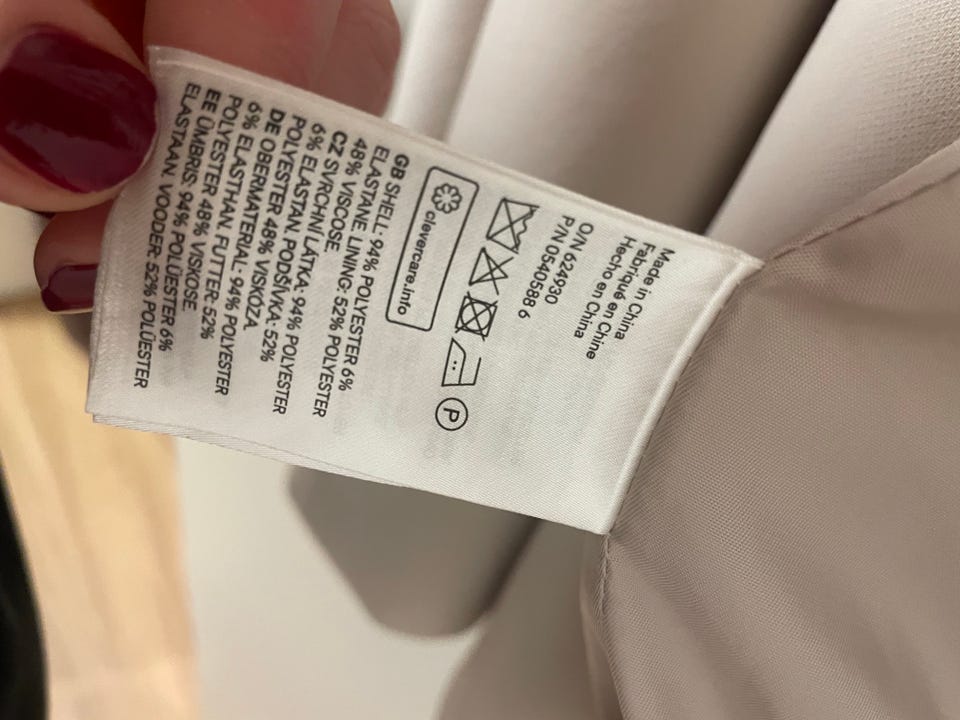 Made in China
Fabriqué en Chine
Hecho en China
O/N 624930 C
P/N 0540588 6
P
clevercare.info
GB SHELL: 94% POLYESTER 6%
ELASTANE. LINING: 52% POLYESTER
48% VISCOSE.
CZ SVRCHNÍ LÁTKA: 94% POLYESTER
6% ELASTAN. PODŠÍVKA: 52%
POLYESTER 48% VISKÓZA.
DE OBERMATERIAL: 94% POLYESTER
6% ELASTHAN. FUTTER: 52%
POLYESTER 48% VISKOSE.
EE ÜMBRIS: 94% POLÜESTER 6%
ELASTAAN. VOODER: 52% POLÜESTER